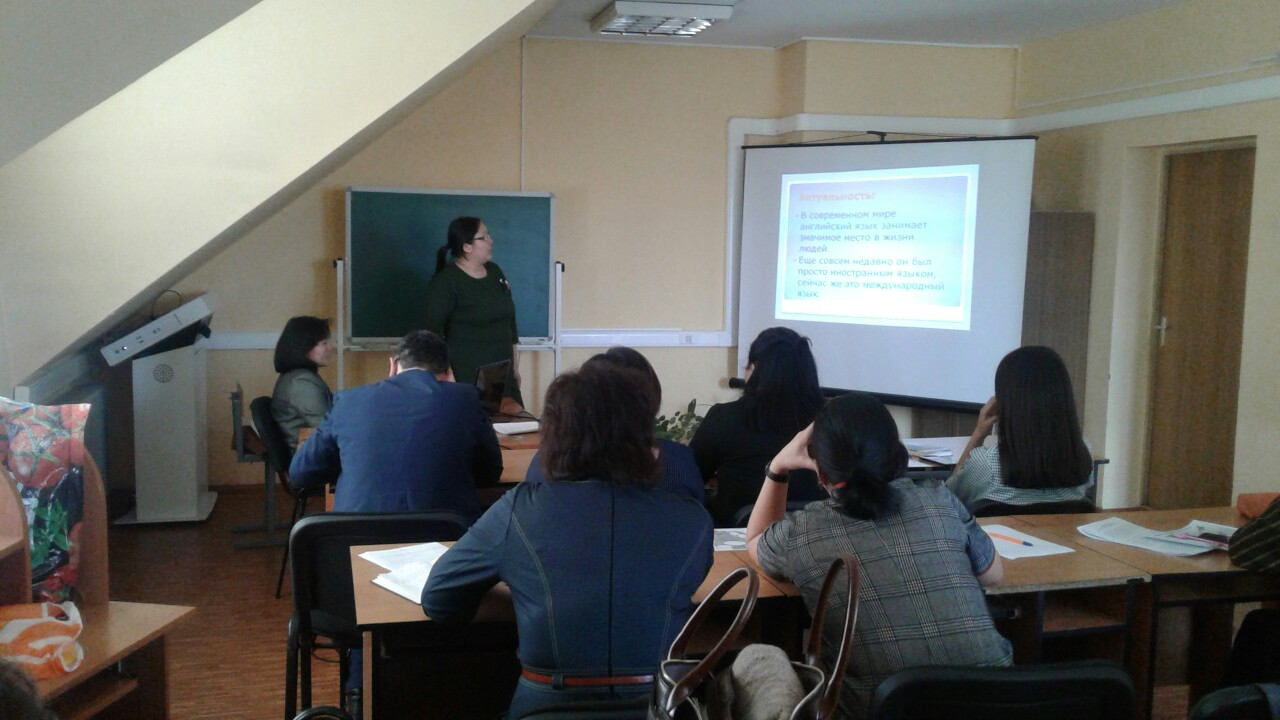 Актуальность:
- В современном мире
английский язык занимает
значимое место в жизни
людей.
- Еще совсем недавно он был
просто иностранным языком,
сейчас же это международный
язык.